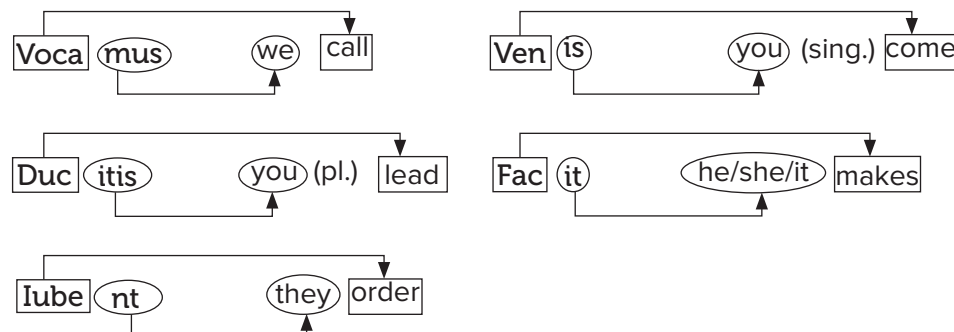 Voca mus we call
Ven is you (sing.) come
Duc itis you (pl.) lead
Fac it he/she/it makes
Iube nt they order